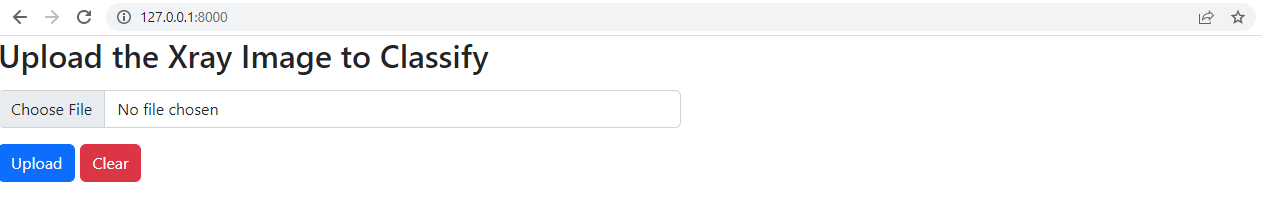 127.0.0.1:8000
Upload the Xray Image to Classify
Choose File No file chosen
Upload Clear